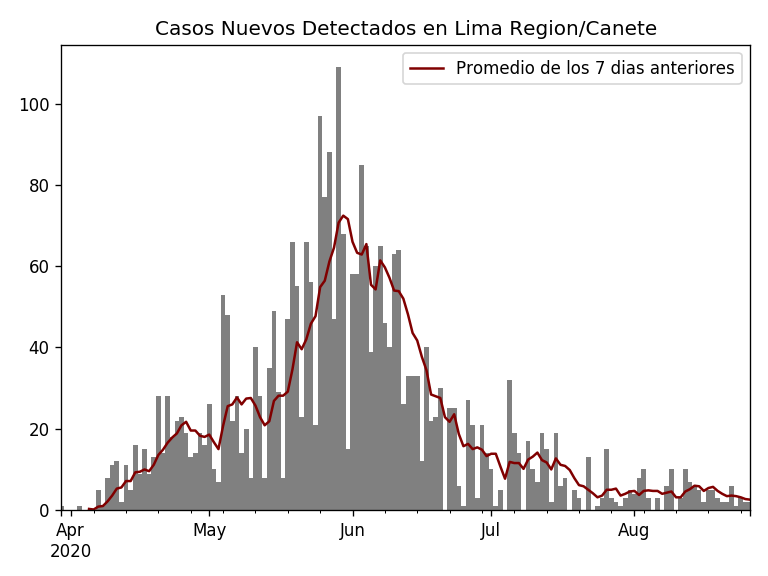 Casos Nuevos Detectados en Lima Region/Canete
Promedio de los 7 dias anteriores
100
80
60
40
20
0
Apr May Jun Jul Aug
2020